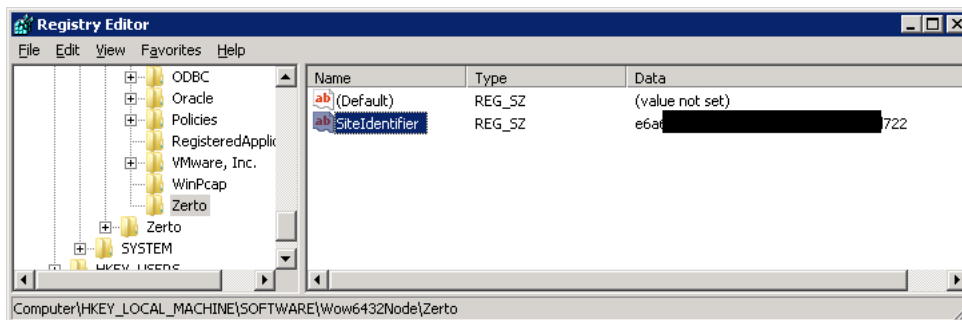 Registry Editor
File Edit View Favorites Help
ODBC
Oracle
Policies
RegisteredApplic
VMware, Inc.
WinPcap
Zerto
Zerto
SYSTEM
HKEY_USERS
Name Type Data
(Default) REG_SZ (value not set)
SiteIdentifier REG_SZ e6a6 722
Computer\HKEY_LOCAL_MACHINE\SOFTWARE\Wow6432Node\Zerto